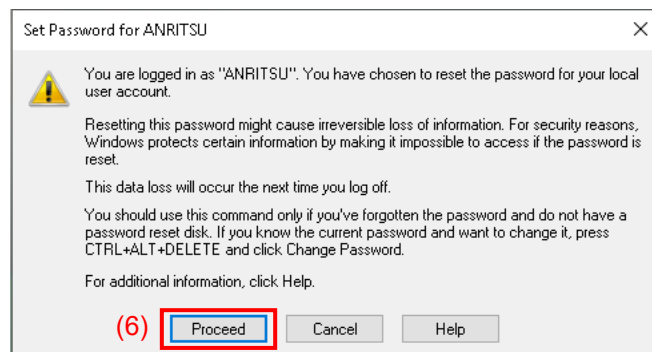 Set Password for ANRITSU
You are logged in as "ANRITSU". You have chosen to reset the password for your local
user account.
Resetting this password might cause irreversible loss of information. For security reasons,
Windows protects certain information by making it impossible to access if the password is
reset.
This data loss will occur the next time you log off.
You should use this command only if you've forgotten the password and do not have a
password reset disk. If you know the current password and want to change it, press
CTRL+ALT+DELETE and click Change Password.
For additional information, click Help.
(6) Proceed Cancel Help